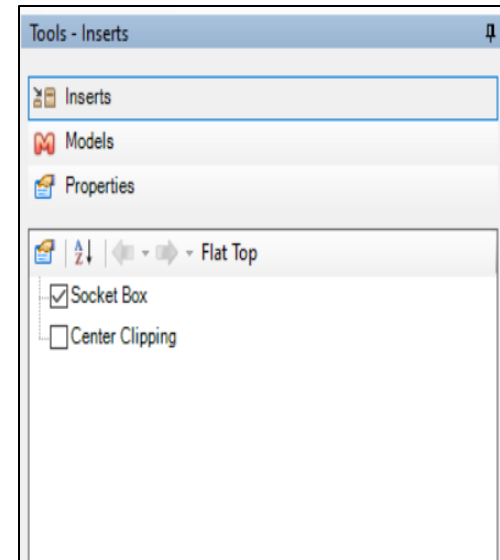 Tools - Inserts
Inserts
Models
Properties
Flat Top
Socket Box
Center Clipping